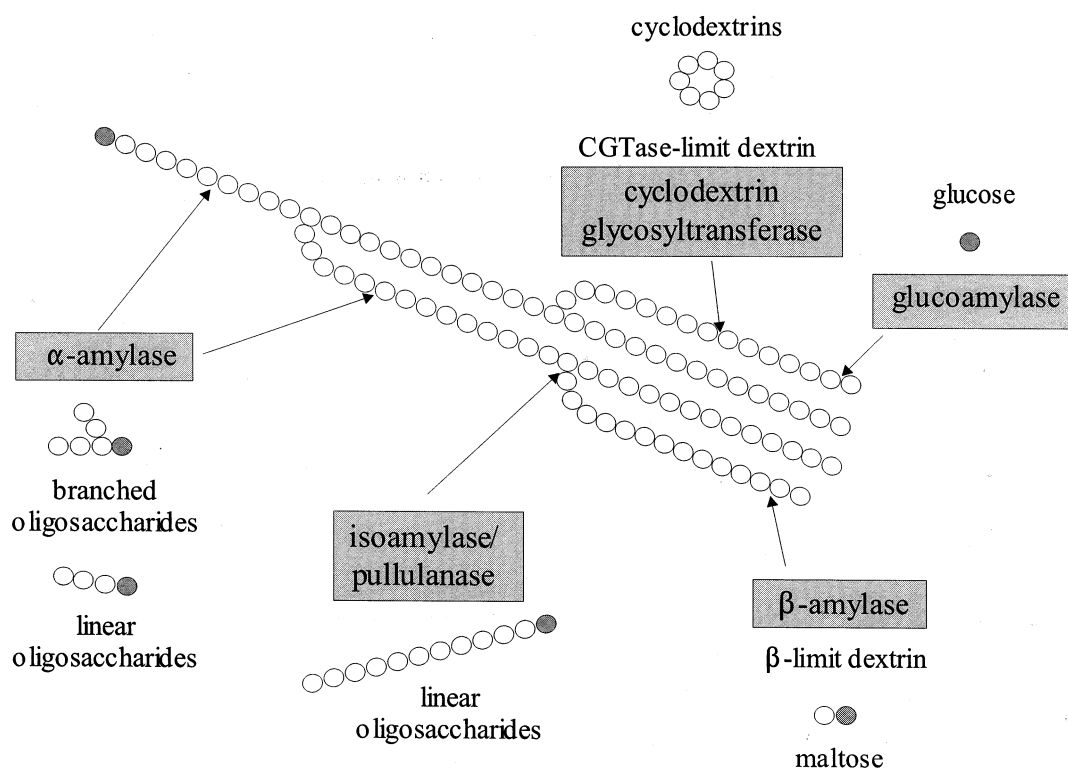 cyclodextrins
CGTase-limit dextrin
cyclodextrin
glycosyltransferase
glucose
glucoamylase
α-amylase
branched
oligosaccharides
linear
oligosaccharides
isoamylase/
pullulanase
linear
oligosaccharides
β-amylase
β-limit dextrin
maltose